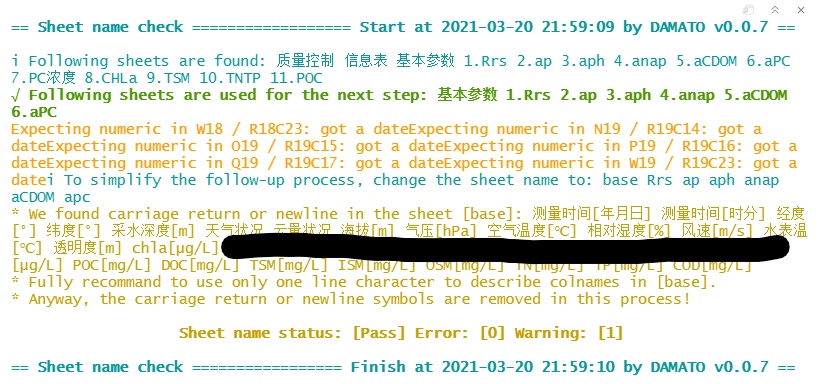 == Sheet name check ================== Start at 2021-03-20 21:59:09 by DAMATO v0.0.7 ==
i Following sheets are found: 质量控制 信息表 基本参数 1.Rrs 2.ap 3.aph 4.anap 5.aCDOM 6.aPC
7.PC浓度 8.CHLa 9.TSM 10.TNTP 11.POC
√ Following sheets are used for the next step: 基本参数 1.Rrs 2.ap 3.aph 4.anap 5.aCDOM
6.aPC
Expecting numeric in W18 / R18C23: got a dateExpecting numeric in N19 / R19C14: got a
dateExpecting numeric in O19 / R19C15: got a dateExpecting numeric in P19 / R19C16: got a
dateExpecting numeric in Q19 / R19C17: got a dateExpecting numeric in W19 / R19C23: got a
datei To simplify the follow-up process, change the sheet name to: base Rrs ap aph anap
aCDOM apc
* We found carriage return or newline in the sheet [base]: 测量时间[年月日] 测量时间[时分] 经度
[°] 纬度[°] 采水深度[m] 天气状况 云量状况 海拔[m] 气压[hPa] 空气温度[℃] 相对湿度[%] 风速[m/s] 水表温
[℃] 透明度[m] chla[μg/L]
[μg/L] POC[mg/L] DOC[mg/L] TSM[mg/L] ISM[mg/L] OSM[mg/L] TN[mg/L] TP[mg/L] COD[mg/L]
* Fully recommand to use only one line character to describe colnames in [base].
* Anyway, the carriage return or newline symbols are removed in this process!
Sheet name status: [Pass] Error: [0] Warning: [1]
== Sheet name check ================= Finish at 2021-03-20 21:59:10 by DAMATO v0.0.7 ==